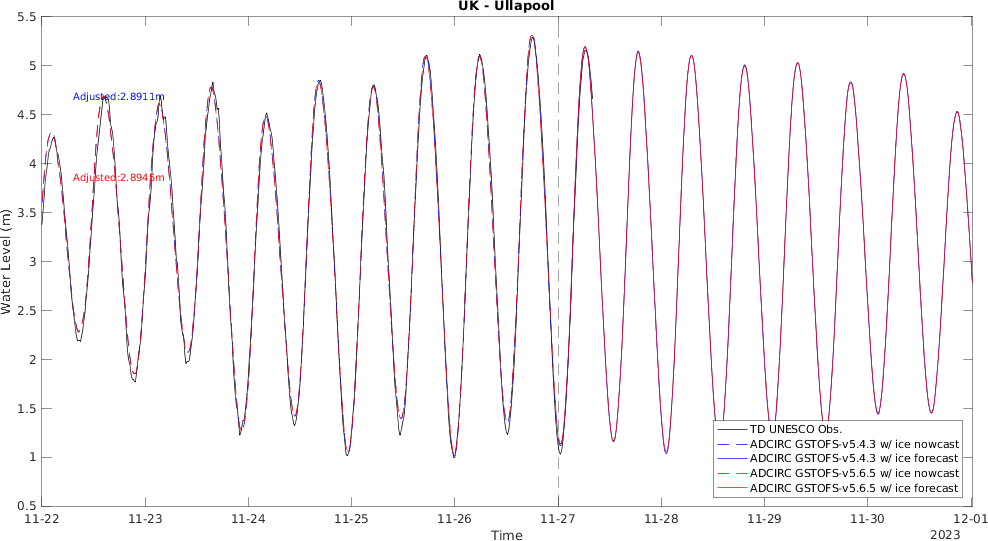 UK - Ullapool
5.5
5
4.5
4
3.5
3
2.5
2
1.5
1
0.5
Water Level (m)
Adjusted:2.8911m
Adjusted:2.8945m
TD UNESCO Obs.
ADCIRC GSTOFS-v5.4.3 w/ ice nowcast
ADCIRC GSTOFS-v5.4.3 w/ ice forecast
ADCIRC GSTOFS-v5.6.5 w/ ice nowcast
ADCIRC GSTOFS-v5.6.5 w/ ice forecast
11-22 11-23 11-24 11-25 11-26 11-27 11-28 11-29 11-30 12-01
Time
2023